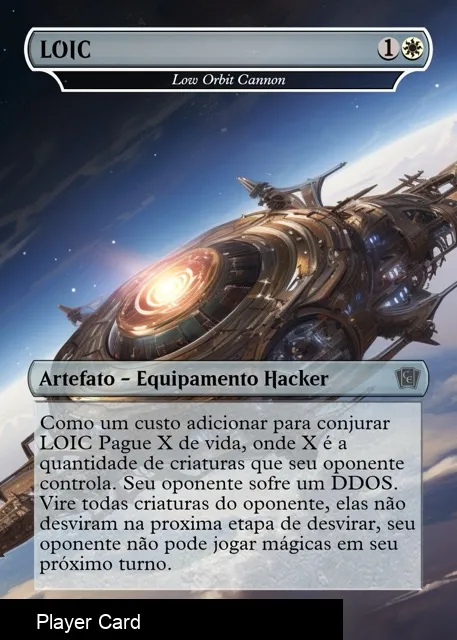 LOIC 1
Low Orbit Cannon
Artefato – Equipamento Hacker
Como um custo adicionar para conjurar
LOIC Pague X de vida, onde X é a
quantidade de criaturas que seu oponente
controla. Seu oponente sofre um DDOS.
Vire todas criaturas do oponente, elas não
desviram na proxima etapa de desvirar, seu
oponente não pode jogar mágicas em seu
próximo turno.
Player Card